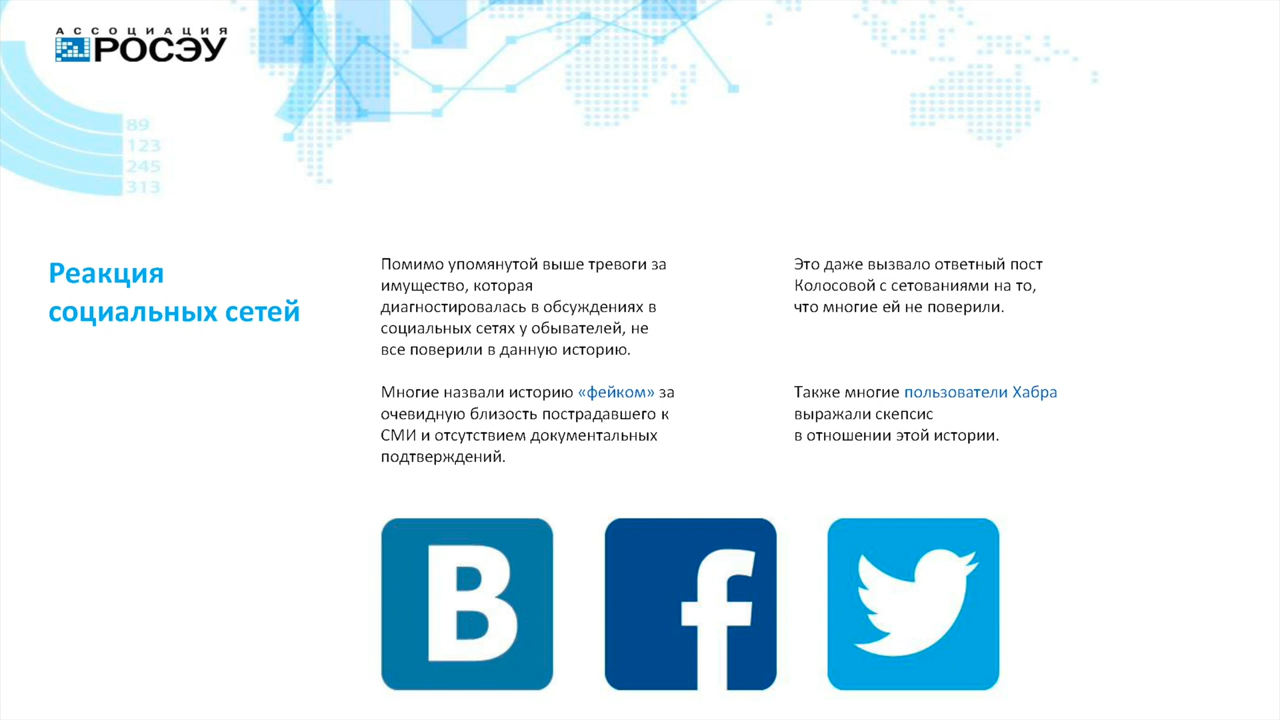 АССОЦИАЦИЯ
РОСЭУ
89
123
245
313
Реакция
социальных сетей
Помимо упомянутой выше тревоги за
имущество, которая
диагностировалась в обсуждениях в
социальных сетях у обывателей, не
все поверили в данную историю.
Многие назвали историю «фейком» за
очевидную близость пострадавшего к
СМИ и отсутствием документальных
подтверждений.
Это даже вызвало ответный пост
Колосовой с сетованиями на то,
что многие ей не поверили.
Также многие пользователи Хабра
выражали скепсис
в отношении этой истории.
В
f